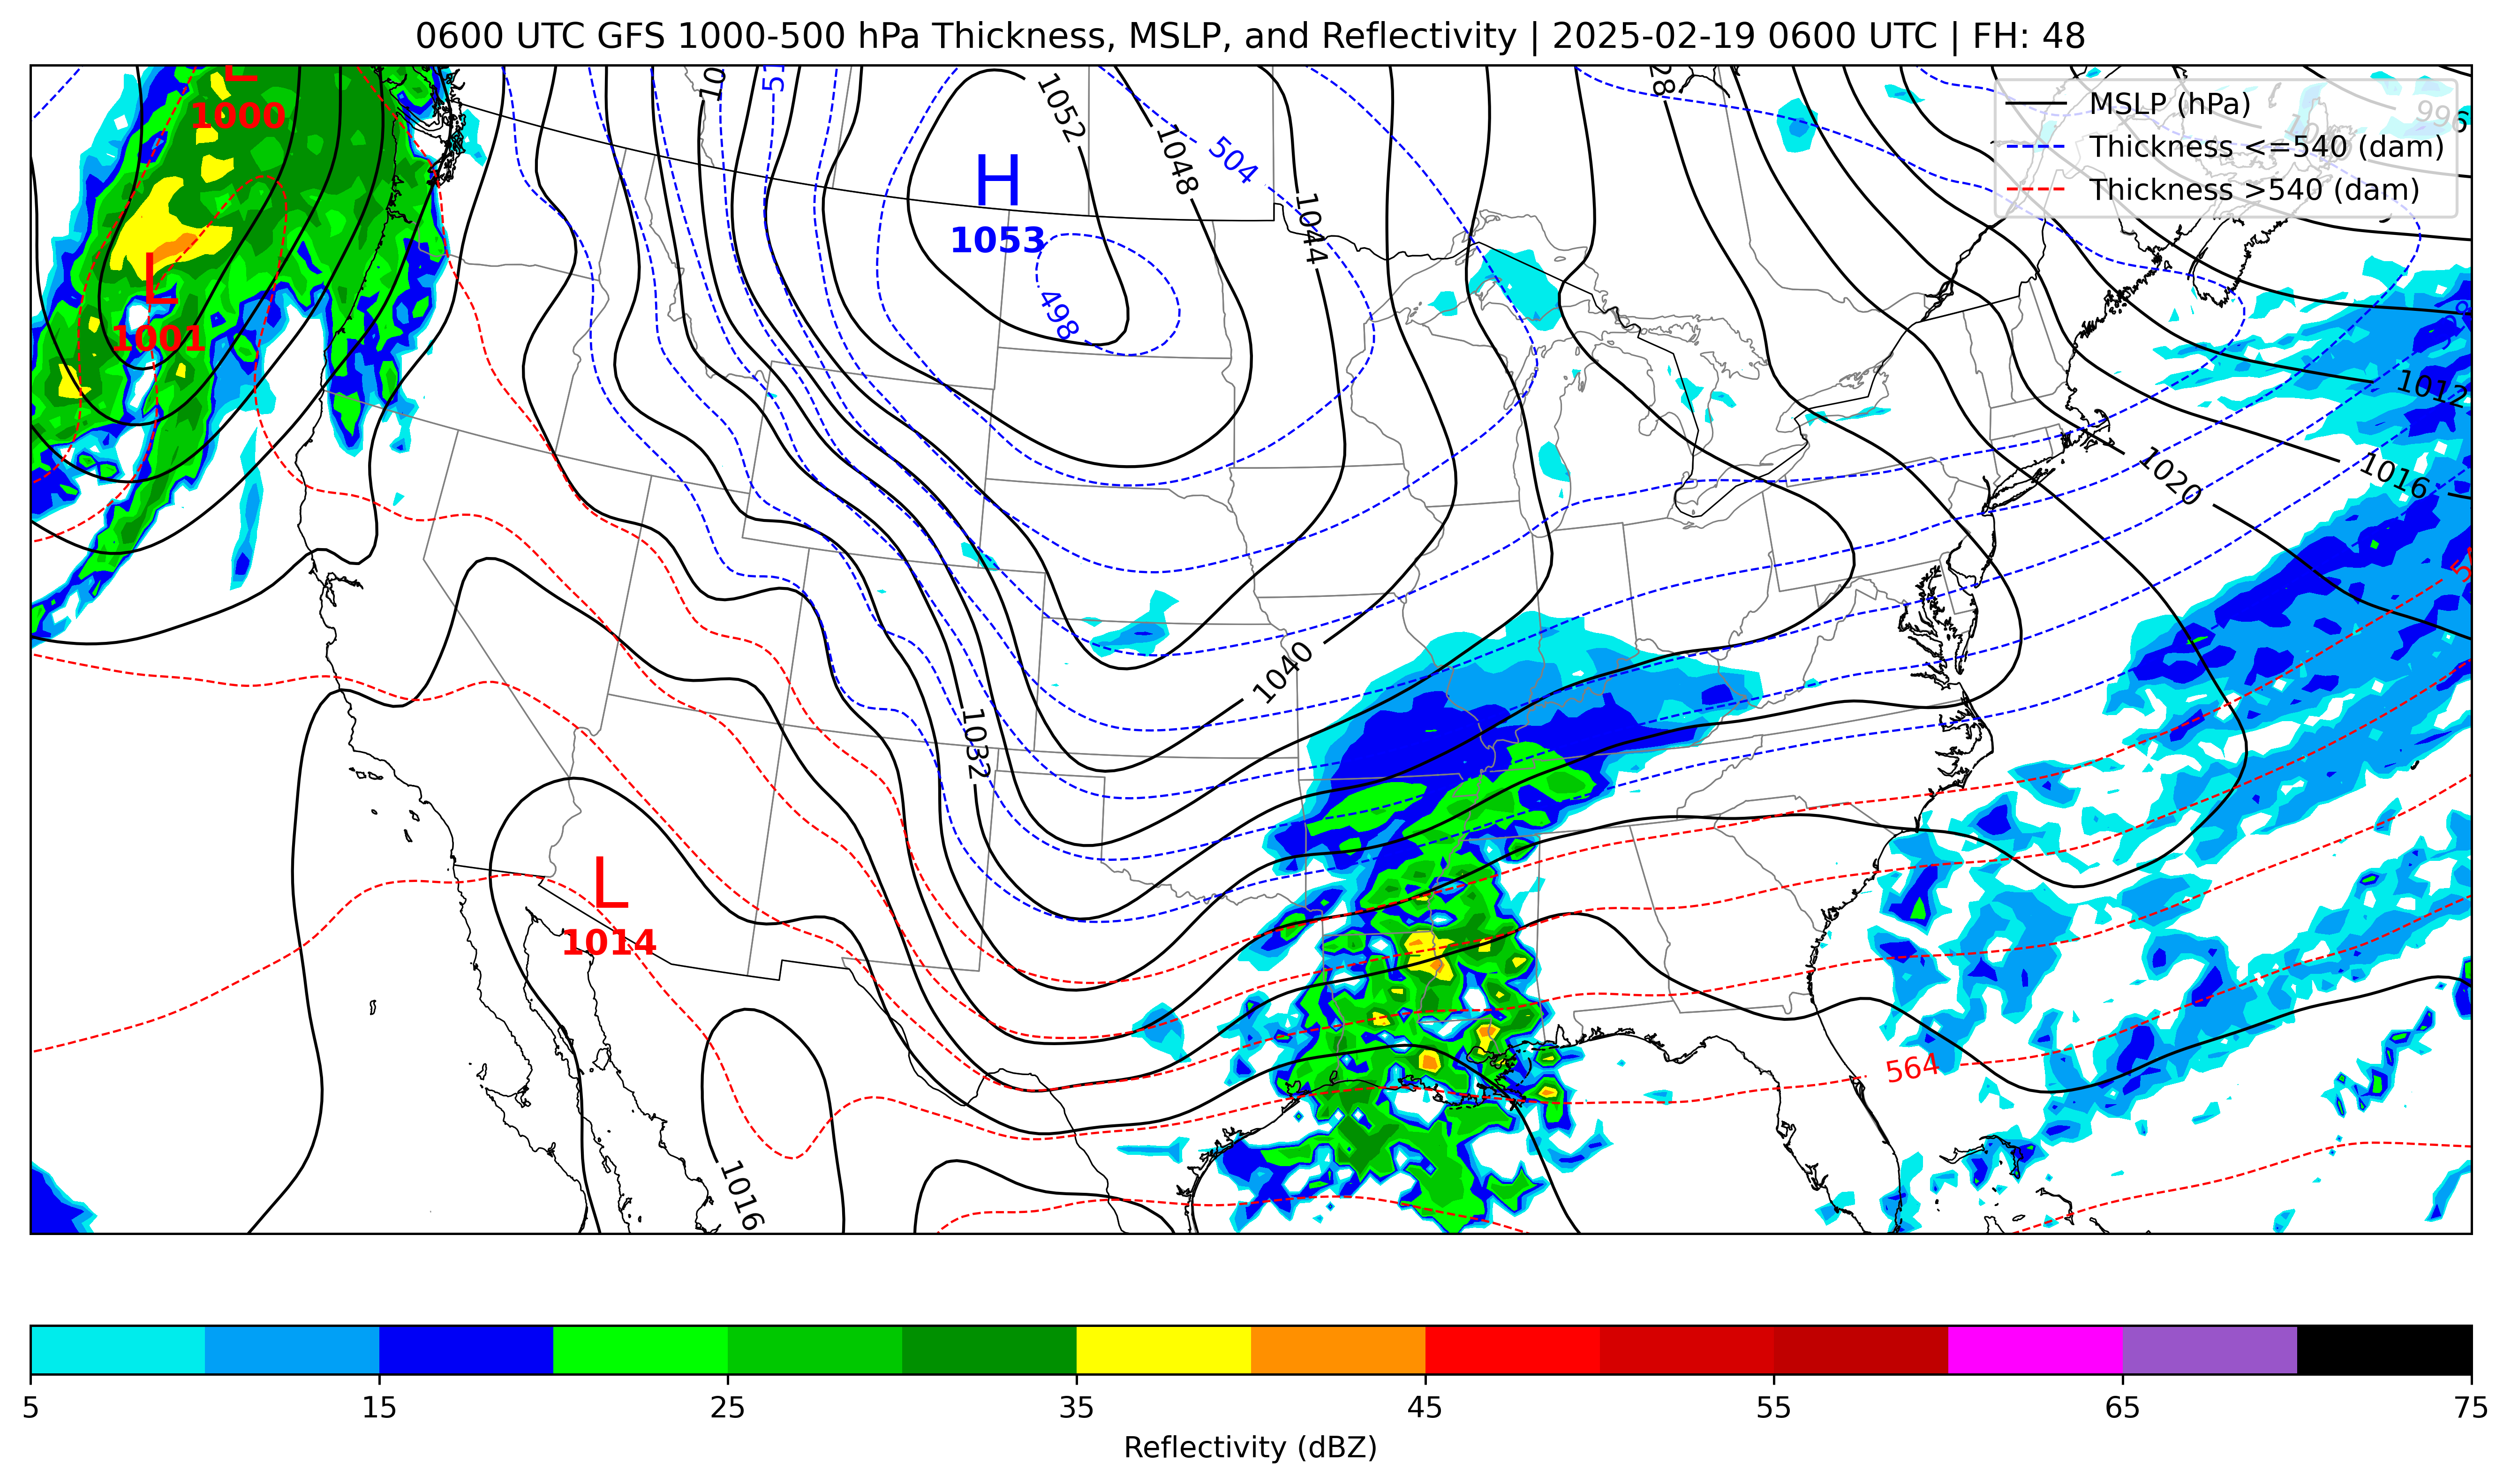 0600 UTC GFS 1000-500 hPa Thickness, MSLP, and Reflectivity | 2025-02-19 0600 UTC | FH: 48
MSLP (hPa)
Thickness <=540 (dam)
Thickness >540 (dam)
L
1000
L
1001
H
1053
L
1014
1052
1048
1044
504
498
996
1012
1016
1020
1040
1032
1016
564
5 15 25 35 45 55 65 75
Reflectivity (dBZ)